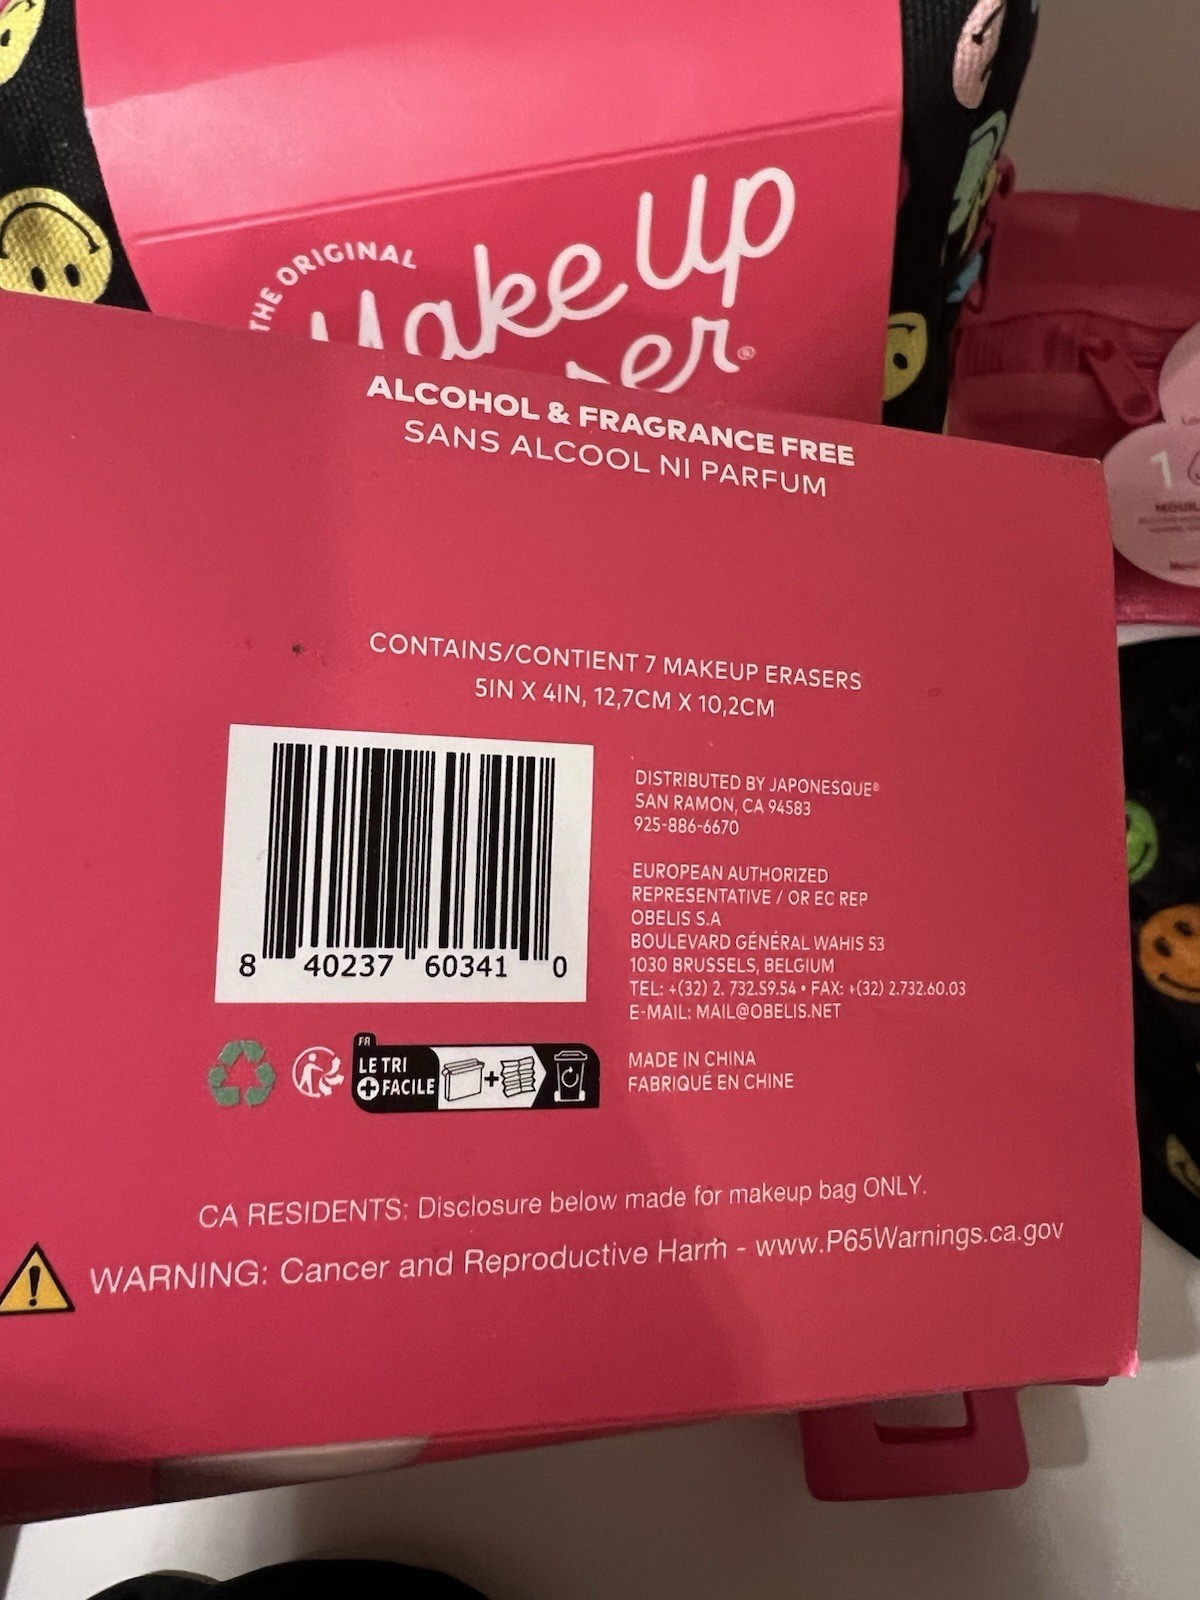 THE ORIGINAL
Make Up
ALCOHOL & FRAGRANCE FREE
SANS ALCOOL NI PARFUM
CONTAINS/CONTIENT 7 MAKEUP ERASERS
5IN X 4IN, 12,7CM X 10,2CM
8 40237 60341 0
DISTRIBUTED BY JAPONESQUE®
SAN RAMON, CA 94583
925-886-6670
EUROPEAN AUTHORIZED
REPRESENTATIVE / OR EC REP
OBELIS S.A
BOULEVARD GÉNÉRAL WAHIS 53
1030 BRUSSELS, BELGIUM
TEL: +(32) 2. 732.59.54 • FAX: +(32) 2.732.60.03
E-MAIL: MAIL@OBELIS.NET
FR
LE TRI
+ FACILE
+
MADE IN CHINA
FABRIQUÉ EN CHINE
CA RESIDENTS: Disclosure below made for makeup bag ONLY.
WARNING: Cancer and Reproductive Harm - www.P65Warnings.ca.gov
1